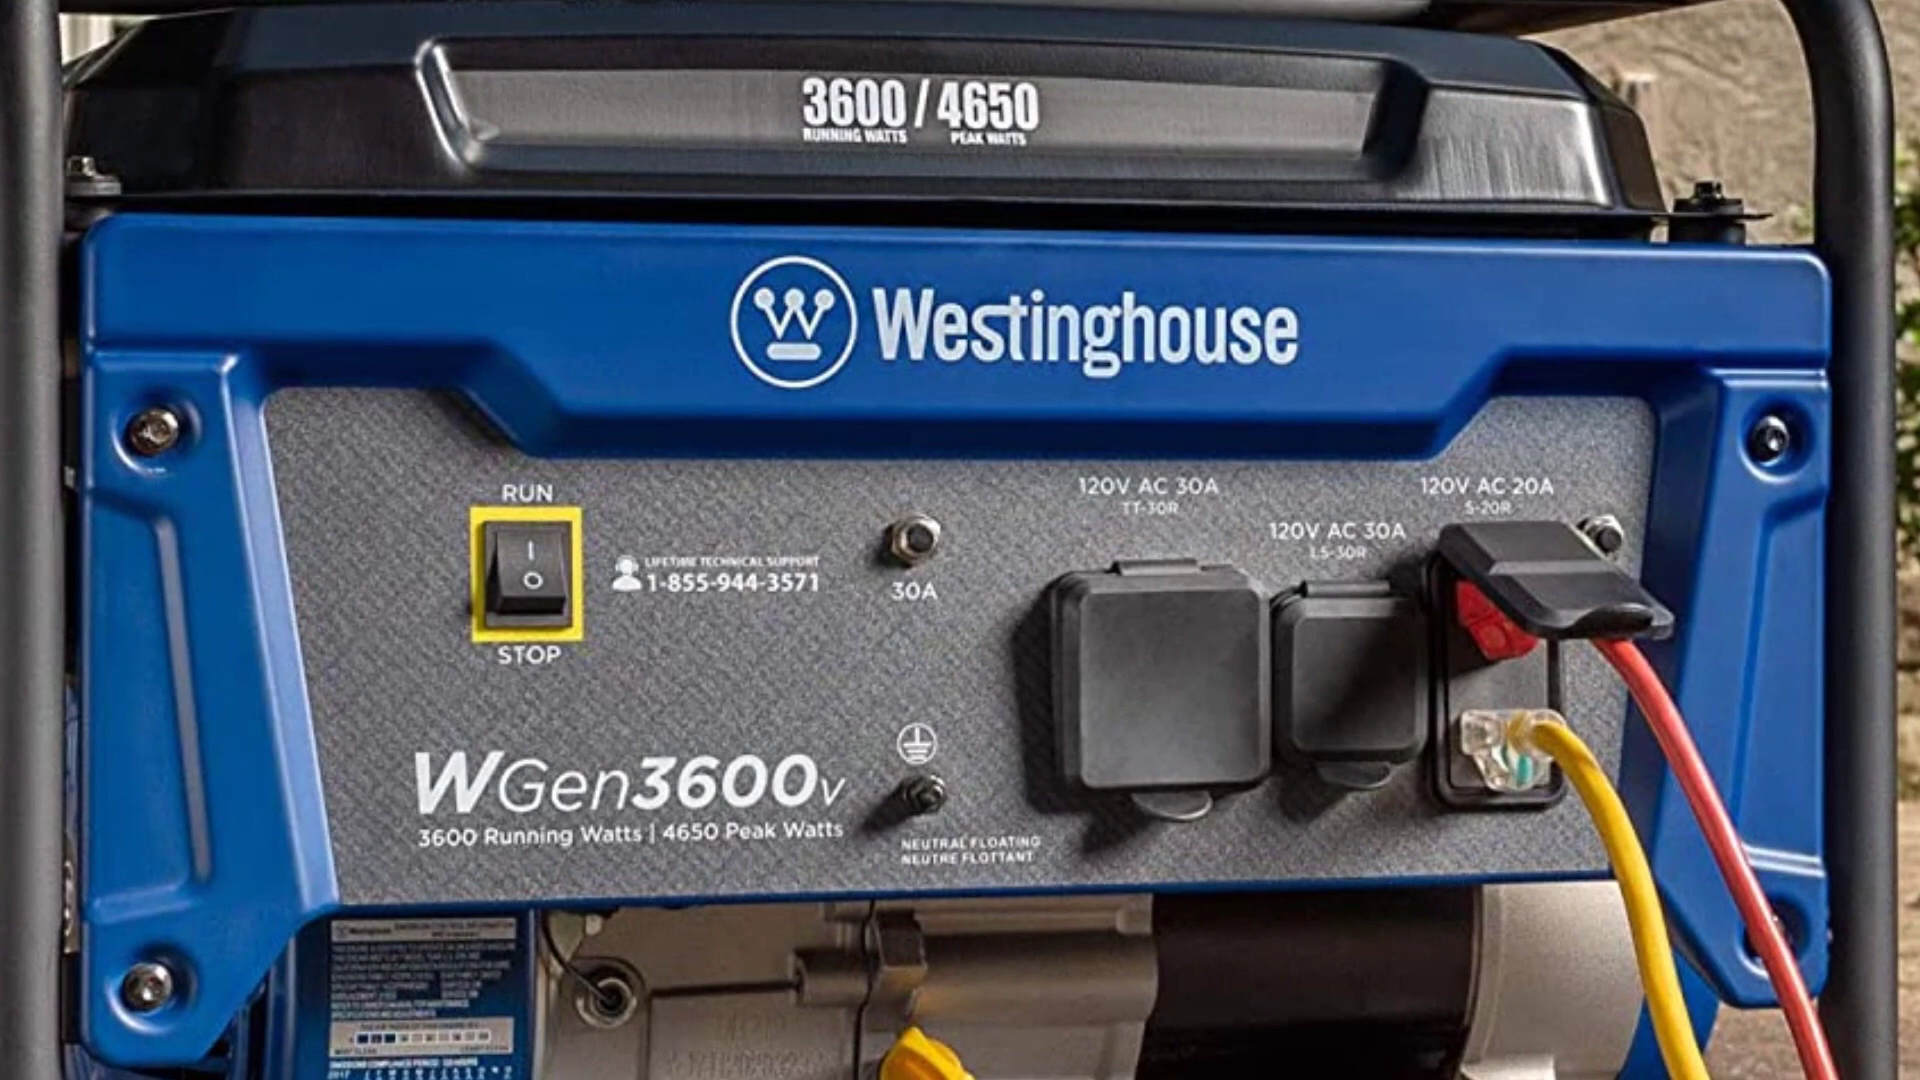 3600 / 4650
RUNNING WATTS PEAK WATTS
W Westinghouse
RUN
I
O
STOP
LIFETIME TECHNICAL SUPPORT
1-855-944-3571
30A
120V AC 30A
TT-30R
120V AC 30A
L5-30R
120V AC 20A
5-20R
WGen3600v
3600 Running Watts | 4650 Peak Watts
NEUTRAL FLOATING
NEUTRE FLOTTANT
Westinghouse